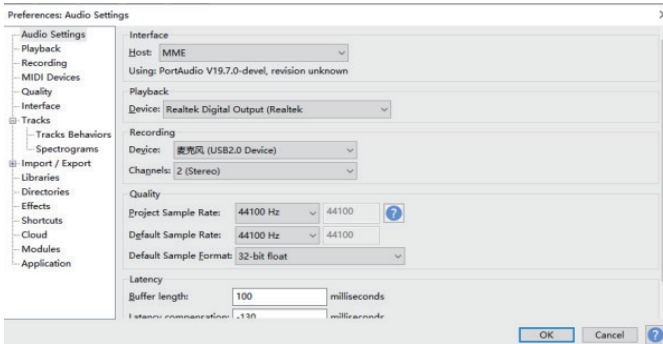 Preferences: Audio Settings
Audio Settings
Playback
Recording
MIDI Devices
Quality
Interface
Tracks
Tracks Behaviors
Spectrograms
Import / Export
Libraries
Directories
Effects
Shortcuts
Cloud
Modules
Application
Interface
Host: MME
Using: PortAudio V19.7.0-devel, revision unknown
Playback
Device: Realtek Digital Output (Realtek
Recording
Device: 麦克风 (USB2.0 Device)
Channels: 2 (Stereo)
Quality
Project Sample Rate: 44100 Hz 44100 ?
Default Sample Rate: 44100 Hz 44100
Default Sample Format: 32-bit float
Latency
Buffer length: 100 milliseconds
Latency compensation: -130 milliseconds
OK Cancel ?